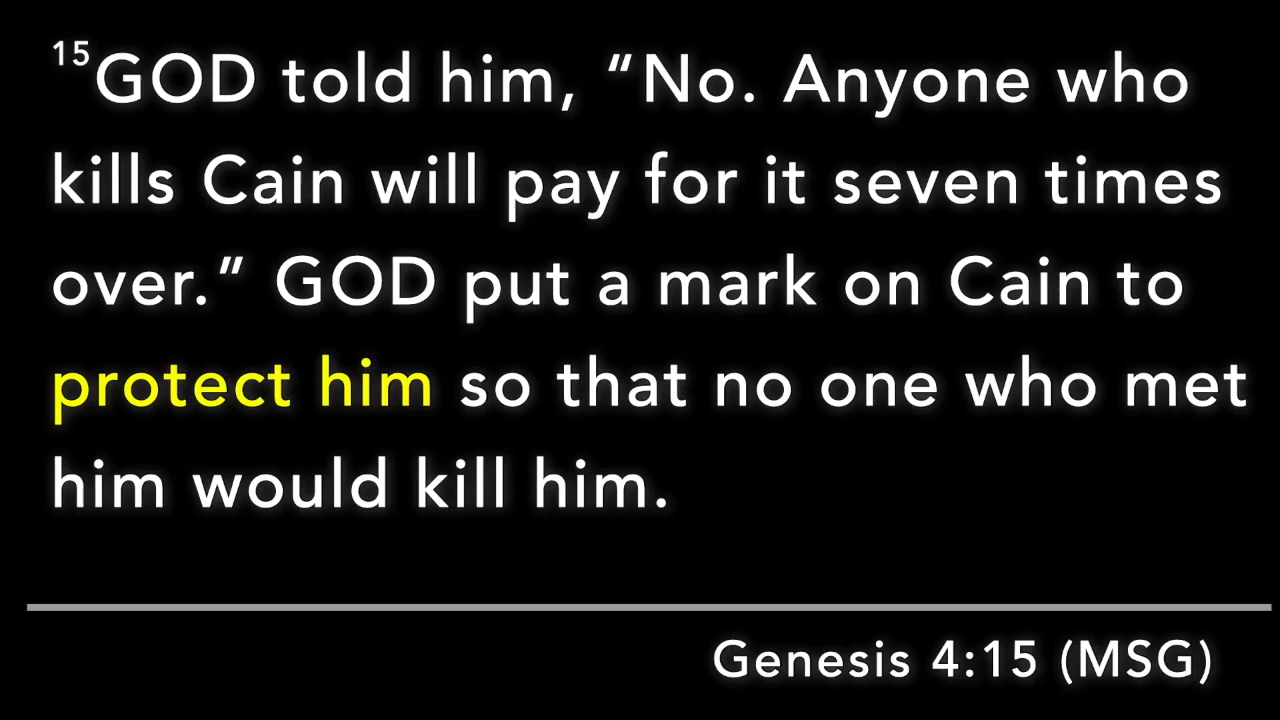 15GOD told him, “No. Anyone who
kills Cain will pay for it seven times
over.” GOD put a mark on Cain to
protect him so that no one who met
him would kill him.
Genesis 4:15 (MSG)